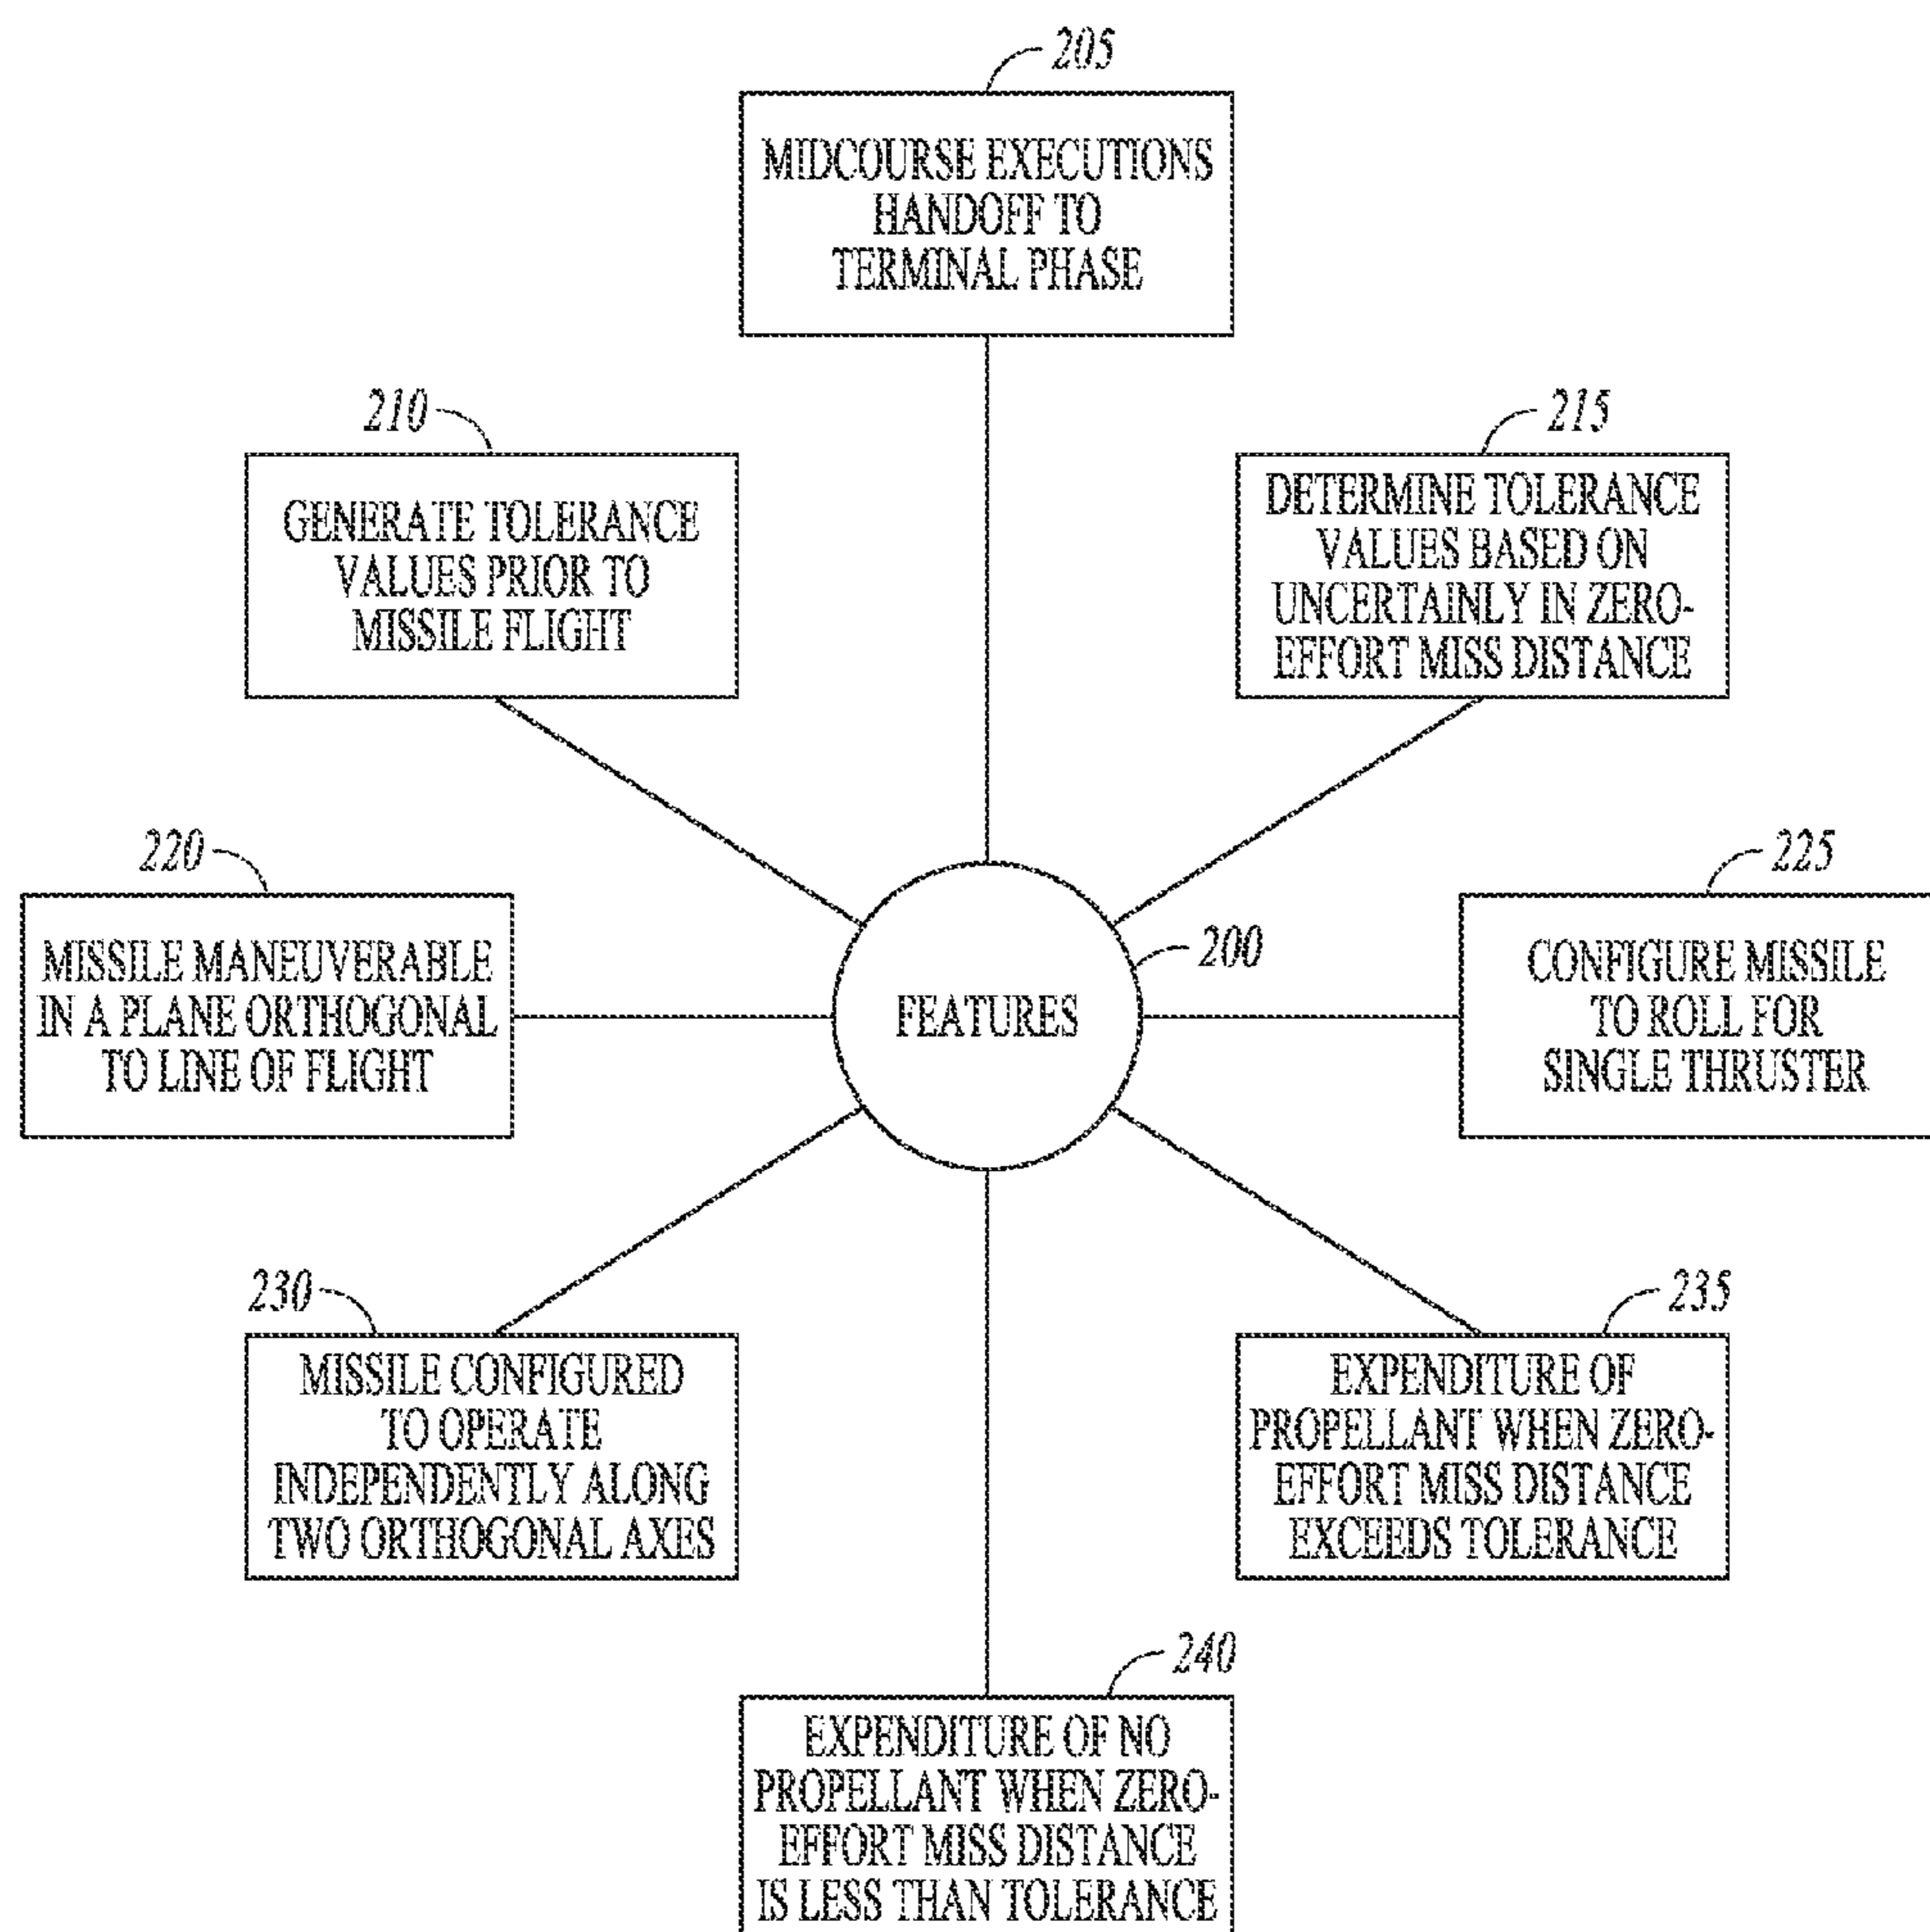 205
MIDCOURSE EXECUTIONS
HANDOFF TO
TERMINAL PHASE
210
GENERATE TOLERANCE
VALUES PRIOR TO
MISSILE FLIGHT
215
DETERMINE TOLERANCE
VALUES BASED ON
UNCERTAINLY IN ZERO-
EFFORT MISS DISTANCE
220
MISSILE MANEUVERABLE
IN A PLANE ORTHOGONAL
TO LINE OF FLIGHT
200
FEATURES
225
CONFIGURE MISSILE
TO ROLL FOR
SINGLE THRUSTER
230
MISSILE CONFIGURED
TO OPERATE
INDEPENDENTLY ALONG
TWO ORTHOGONAL AXES
235
EXPENDITURE OF
PROPELLANT WHEN ZERO-
EFFORT MISS DISTANCE
EXCEEDS TOLERANCE
240
EXPENDITURE OF NO
PROPELLANT WHEN ZERO-
EFFORT MISS DISTANCE
IS LESS THAN TOLERANCE